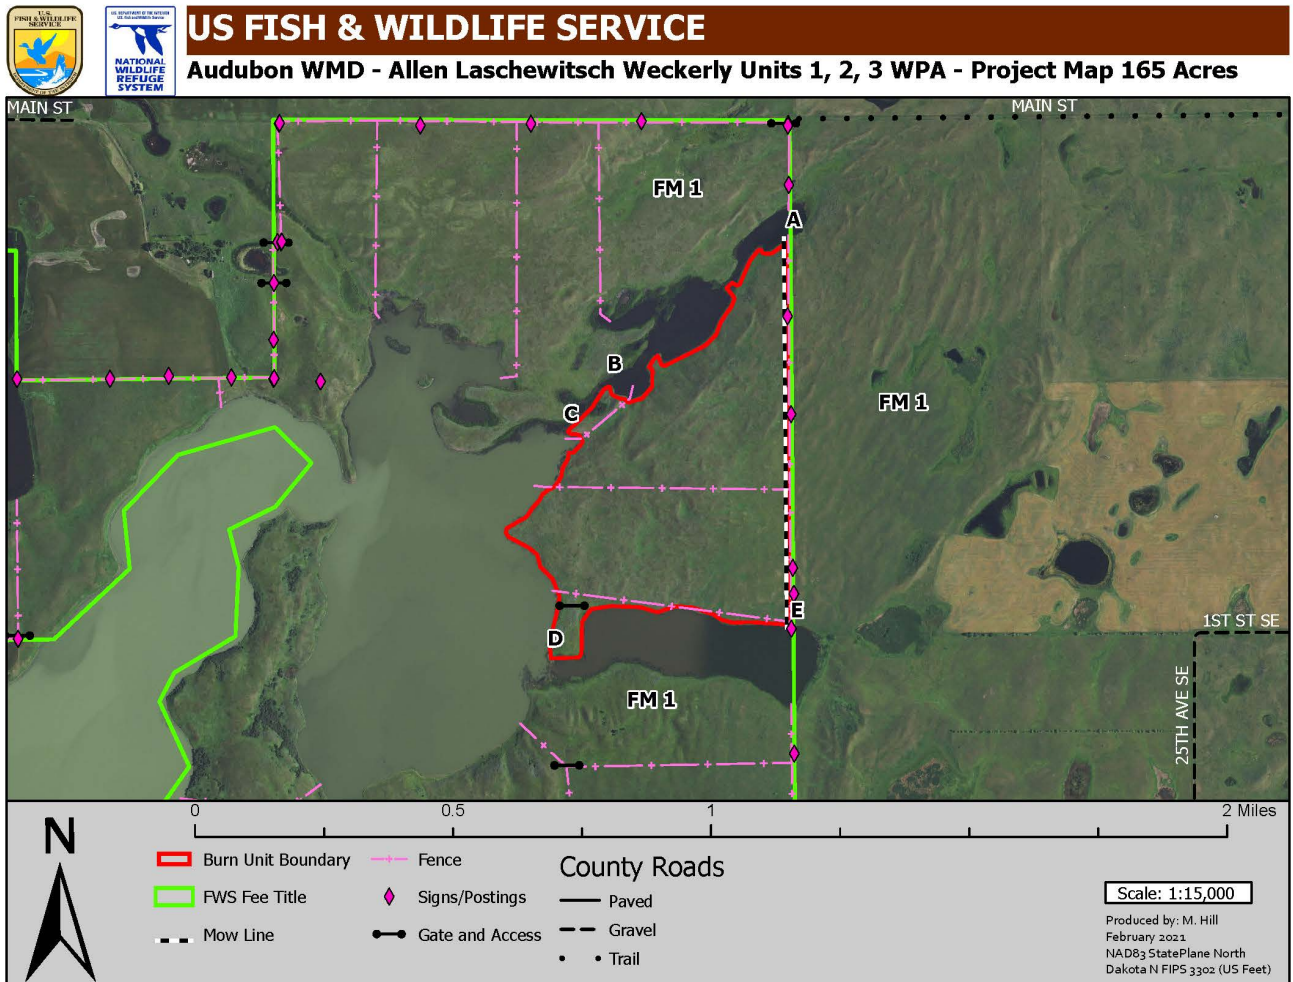 U.S.
FISH & WILDLIFE
SERVICE
DEPARTMENT OF THE INTERIOR
NATIONAL
WILDLIFE
REFUGE
SYSTEM
US FISH & WILDLIFE SERVICE
Audubon WMD - Allen Laschewitsch Weckerly Units 1, 2, 3 WPA - Project Map 165 Acres
MAIN ST
MAIN ST
FM 1
A
B
C
FM 1
E
D
1ST ST SE
FM 1
25TH AVE SE
0 0.5 1 2 Miles
N
Burn Unit Boundary
FWS Fee Title
Mow Line
Fence
Signs/Postings
Gate and Access
County Roads
Paved
Gravel
Trail
Scale: 1:15,000
Produced by: M. Hill
February 2021
NAD83 StatePlane North
Dakota N FIPS 3302 (US Feet)